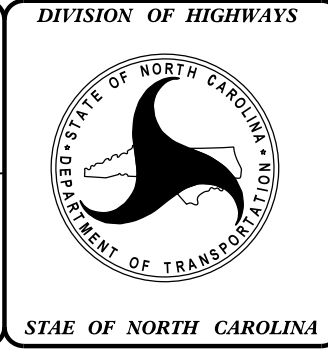 DIVISION OF HIGHWAYS
* STATE OF NORTH CAROLINA *
DEPARTMENT OF TRANSPORTATION
STAE OF NORTH CAROLINA